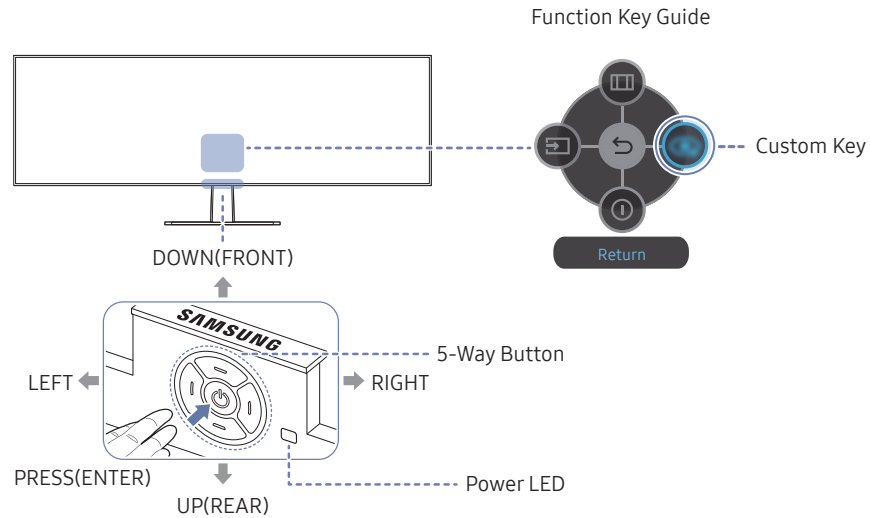 Function Key Guide
Custom Key
Return
DOWN(FRONT)
SAMSUNG
5-Way Button
LEFT
RIGHT
PRESS(ENTER)
Power LED
UP(REAR)